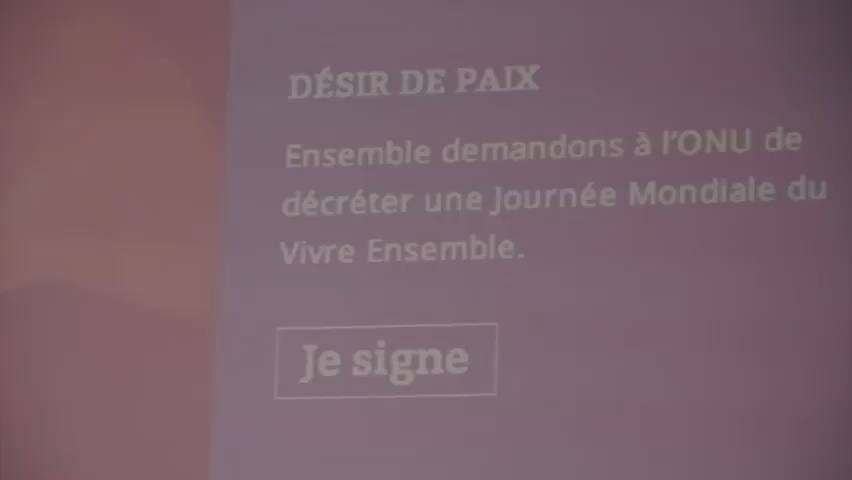 DÉSIR DE PAIX
Ensemble demandons à l'ONU de
décréter une Journée Mondiale du
Vivre Ensemble.
Je signe